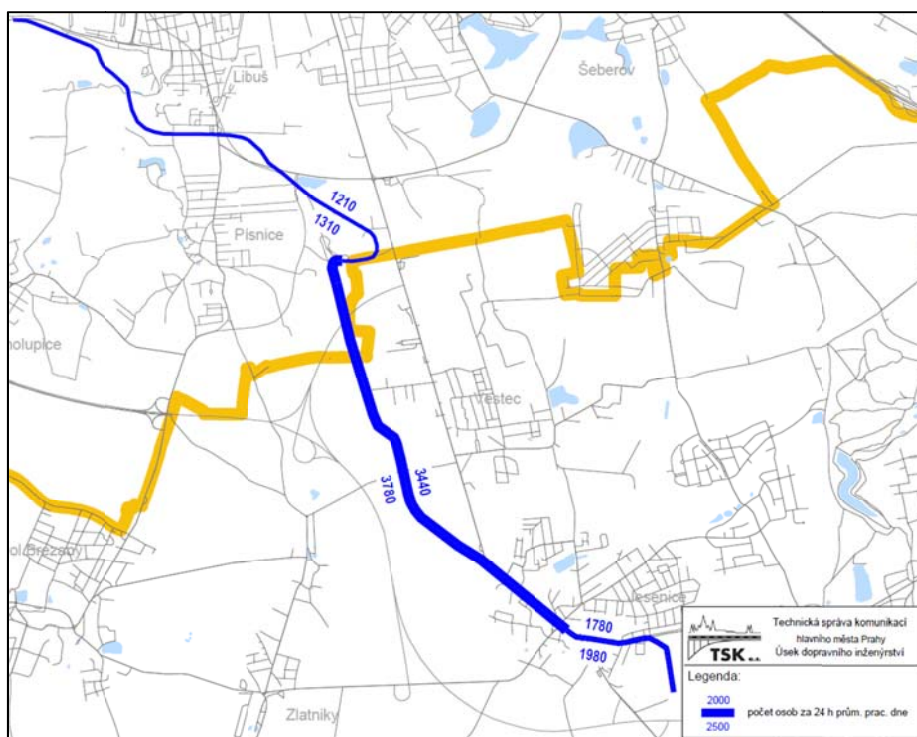 Libuš
Šeberov
1210
1310
Písnice
holupice
Vestec
3440
3780
ol. Břežany
Jesenice
1780
1980
Zlatníky
Technická správa komunikací
hlavního města Prahy
Úsek dopravního inženýrství
TSK a.s.
Legenda:
2000
počet osob za 24 h prům. prac. dne
2500